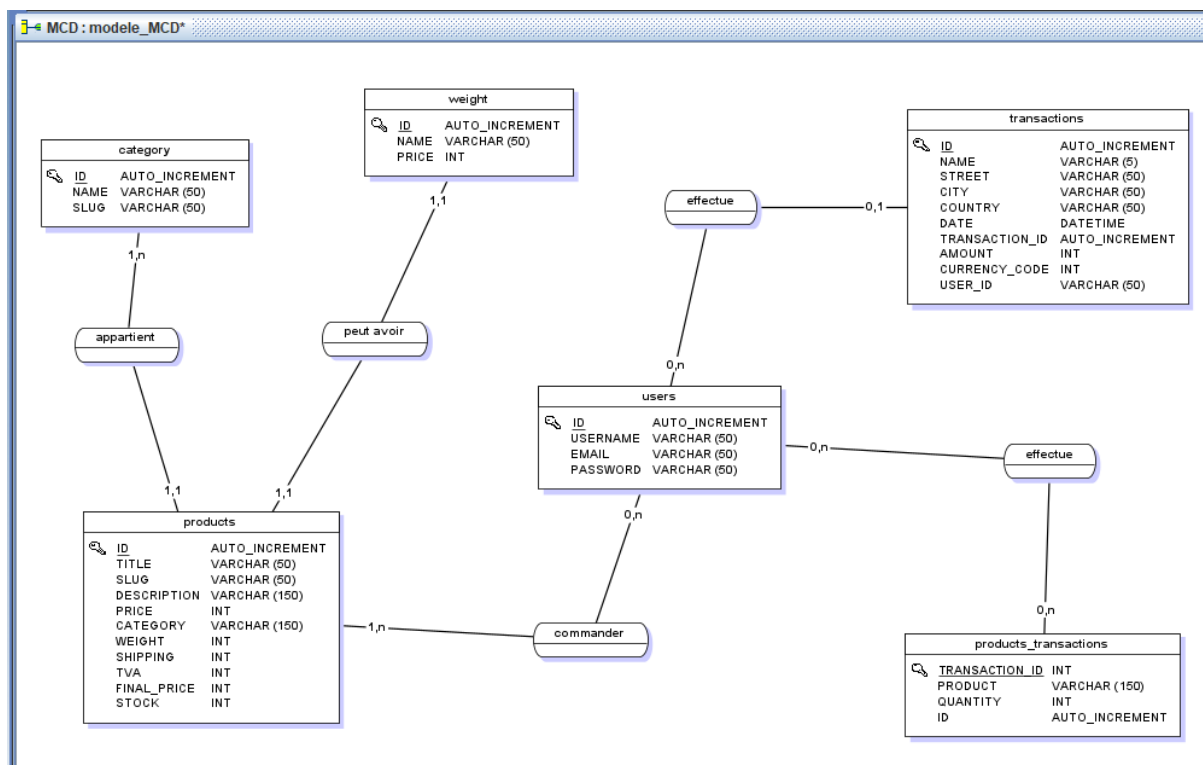 MCD : modele_MCD*
weight
ID AUTO_INCREMENT
NAME VARCHAR (50)
PRICE INT
category
ID AUTO_INCREMENT
NAME VARCHAR (50)
SLUG VARCHAR (50)
transactions
ID AUTO_INCREMENT
NAME VARCHAR (5)
STREET VARCHAR (50)
CITY VARCHAR (50)
COUNTRY VARCHAR (50)
DATE DATETIME
TRANSACTION_ID AUTO_INCREMENT
AMOUNT INT
CURRENCY_CODE INT
USER_ID VARCHAR (50)
1,1
effectue
0,1
1,n
appartient
peut avoir
0,n
users
ID AUTO_INCREMENT
USERNAME VARCHAR (50)
EMAIL VARCHAR (50)
PASSWORD VARCHAR (50)
0,n
effectue
1,1
1,1
0,n
products
ID AUTO_INCREMENT
TITLE VARCHAR (50)
SLUG VARCHAR (50)
DESCRIPTION VARCHAR (150)
PRICE INT
CATEGORY VARCHAR (150)
WEIGHT INT
SHIPPING INT
TVA INT
FINAL_PRICE INT
STOCK INT
1,n
commander
0,n
products_transactions
TRANSACTION_ID INT
PRODUCT VARCHAR (150)
QUANTITY INT
ID AUTO_INCREMENT